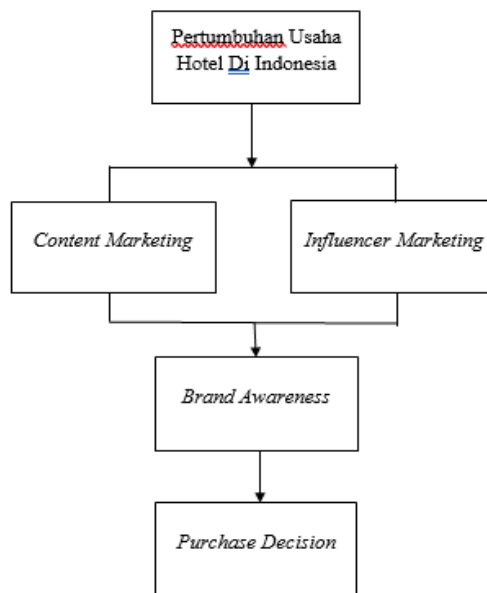 Pertumbuhan Usaha
Hotel Di Indonesia
Content Marketing
Influencer Marketing
Brand Awareness
Purchase Decision